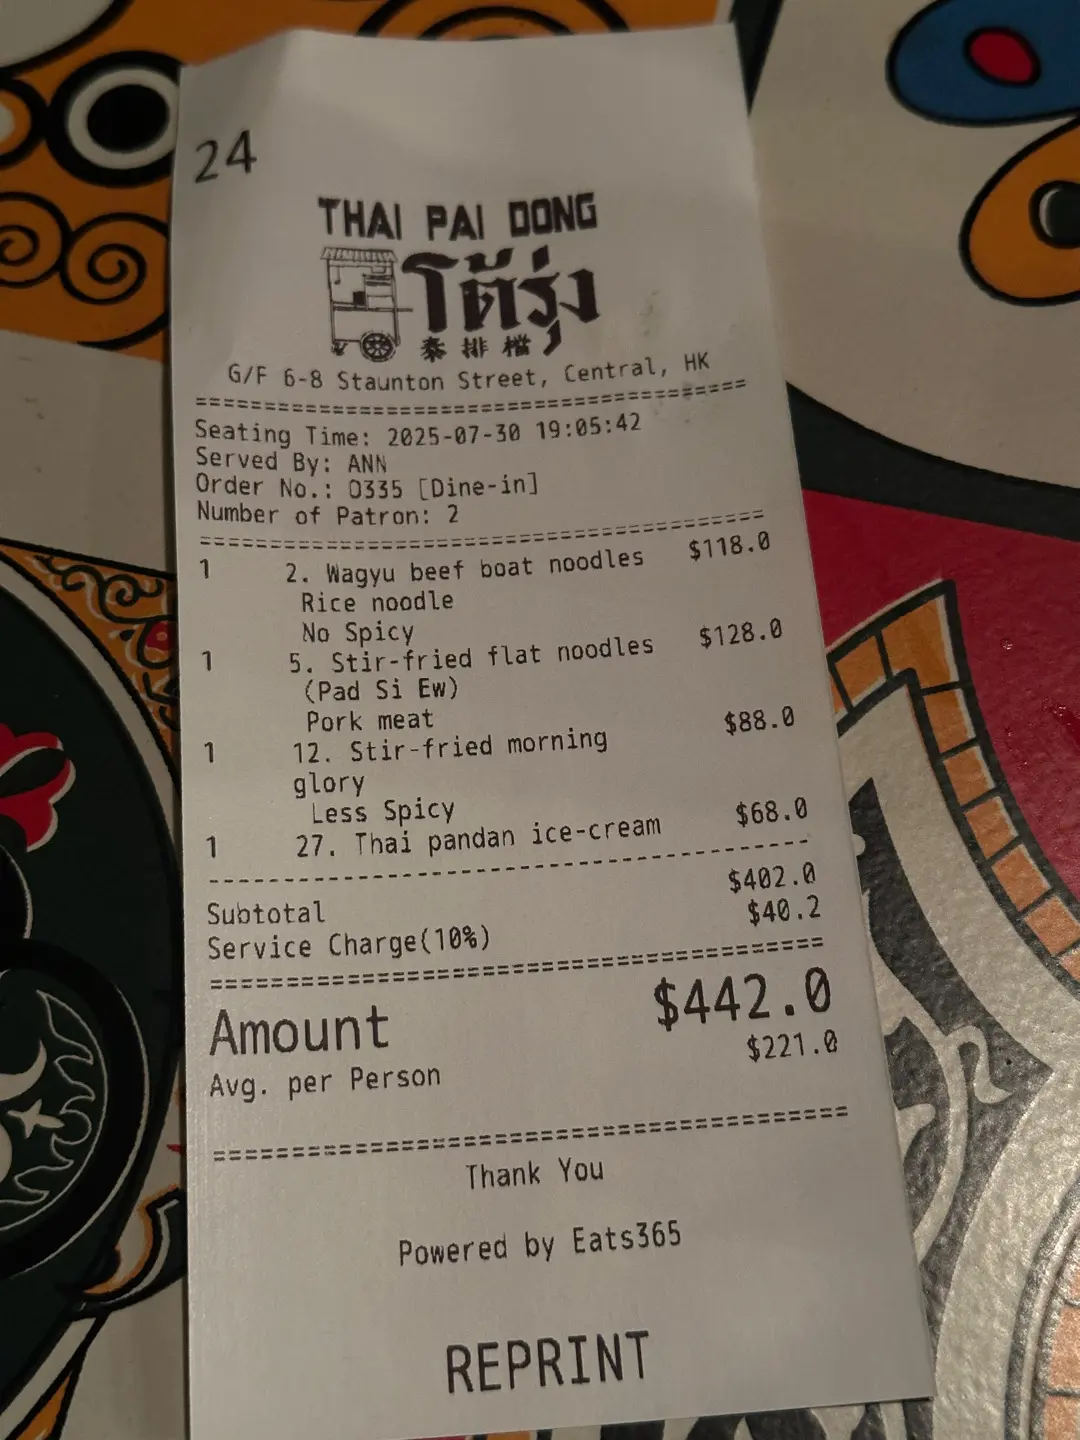 24
THAI PAI DONG
โต้รุ่ง
泰排檔
G/F 6-8 Staunton Street, Central, HK
========================================
Seating Time: 2025-07-30 19:05:42
Served By: ANN
Order No.: O335 [Dine-in]
Number of Patron: 2
========================================
1 2. Wagyu beef boat noodles $118.0
Rice noodle
No Spicy
1 5. Stir-fried flat noodles $128.0
(Pad Si Ew)
Pork meat
1 12. Stir-fried morning $88.0
glory
Less Spicy
1 27. Thai pandan ice-cream $68.0
----------------------------------------
Subtotal $402.0
Service Charge(10%) $40.2
========================================
Amount $442.0
Avg. per Person $221.0
========================================
Thank You
Powered by Eats365
REPRINT